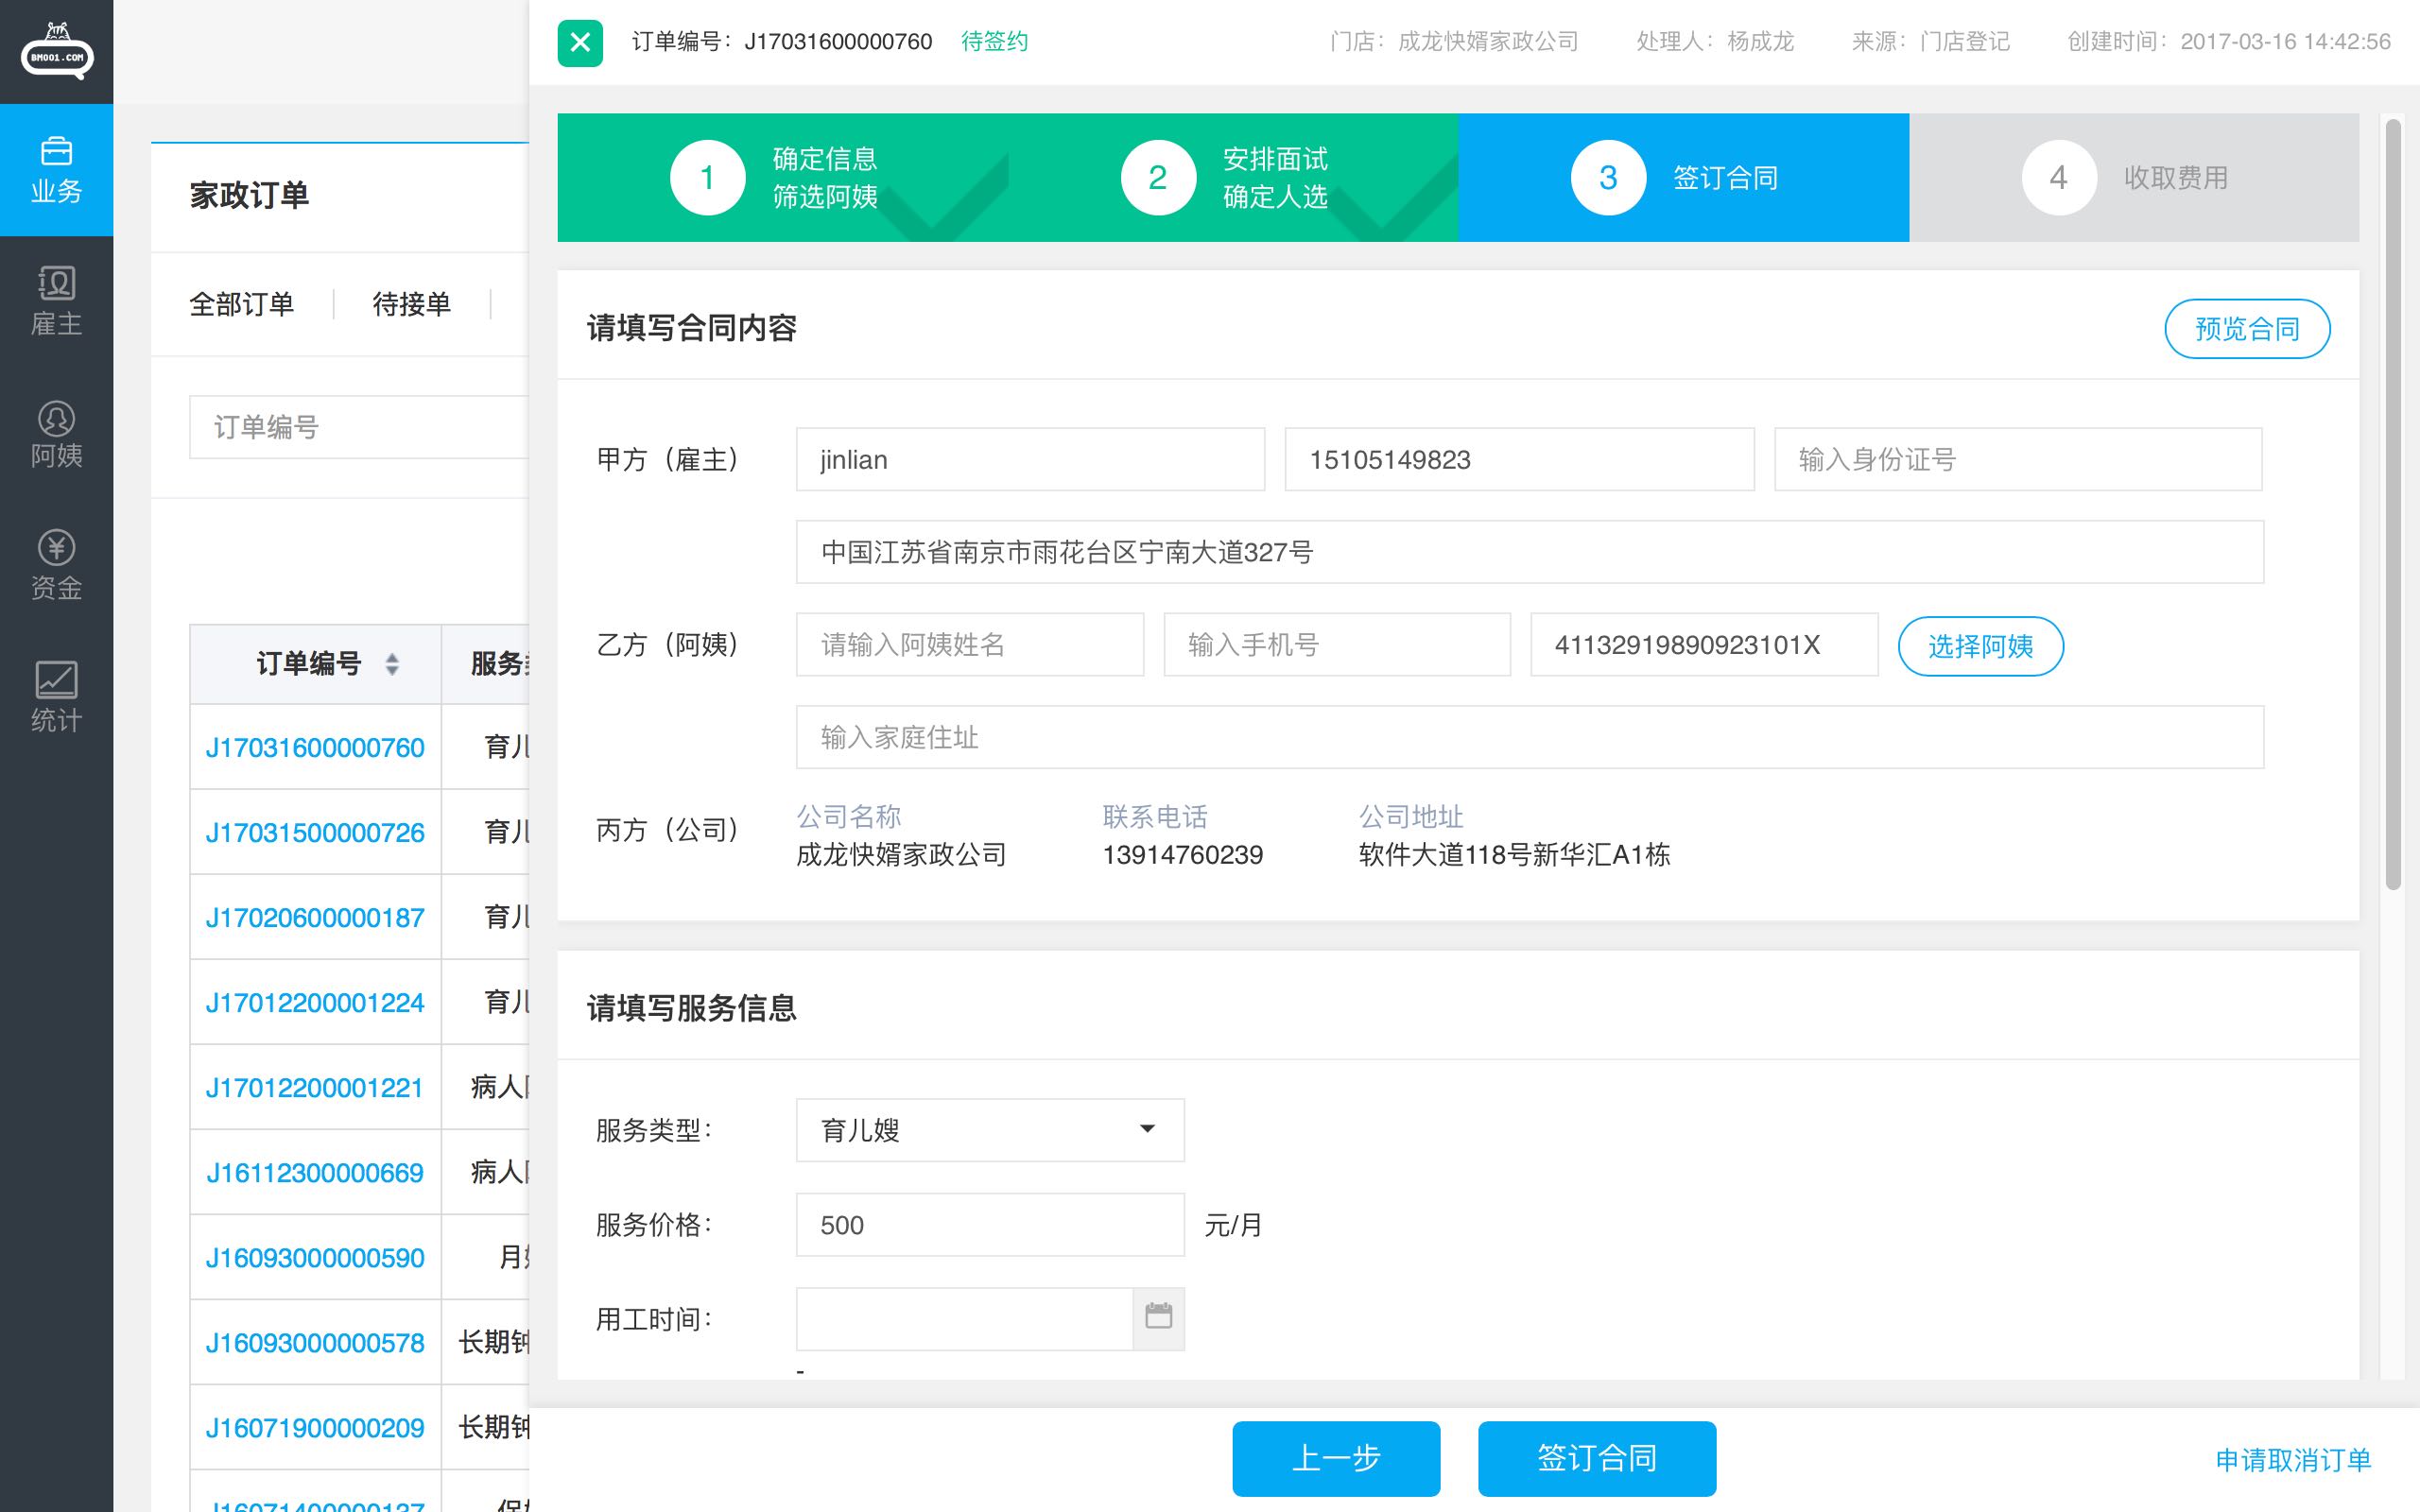 BM001.COM
业务
雇主
阿姨
资金
统计
家政订单
全部订单
待接单
订单编号
订单编号 服务
J17031600000760 育儿
J17031500000726 育儿
J17020600000187 育儿
J17012200001224 育儿
J17012200001221 病人
J16112300000669 病人
J16093000000590 月
J16093000000578 长期钟
J16071900000209 长期钟
J16071400000137
订单编号：J17031600000760 待签约 门店：成龙快婿家政公司 处理人：杨成龙 来源：门店登记 创建时间：2017-03-16 14:42:56
1 确定信息
筛选阿姨
2 安排面试
确定人选
3 签订合同
4 收取费用
请填写合同内容 预览合同
甲方（雇主） jinlian 15105149823 输入身份证号
中国江苏省南京市雨花台区宁南大道327号
乙方（阿姨） 请输入阿姨姓名 输入手机号 41132919890923101X 选择阿姨
输入家庭住址
丙方（公司） 公司名称 联系电话 公司地址
成龙快婿家政公司 13914760239 软件大道118号新华汇A1栋
请填写服务信息
服务类型： 育儿嫂
服务价格： 500 元/月
用工时间：
-
上一步 签订合同 申请取消订单